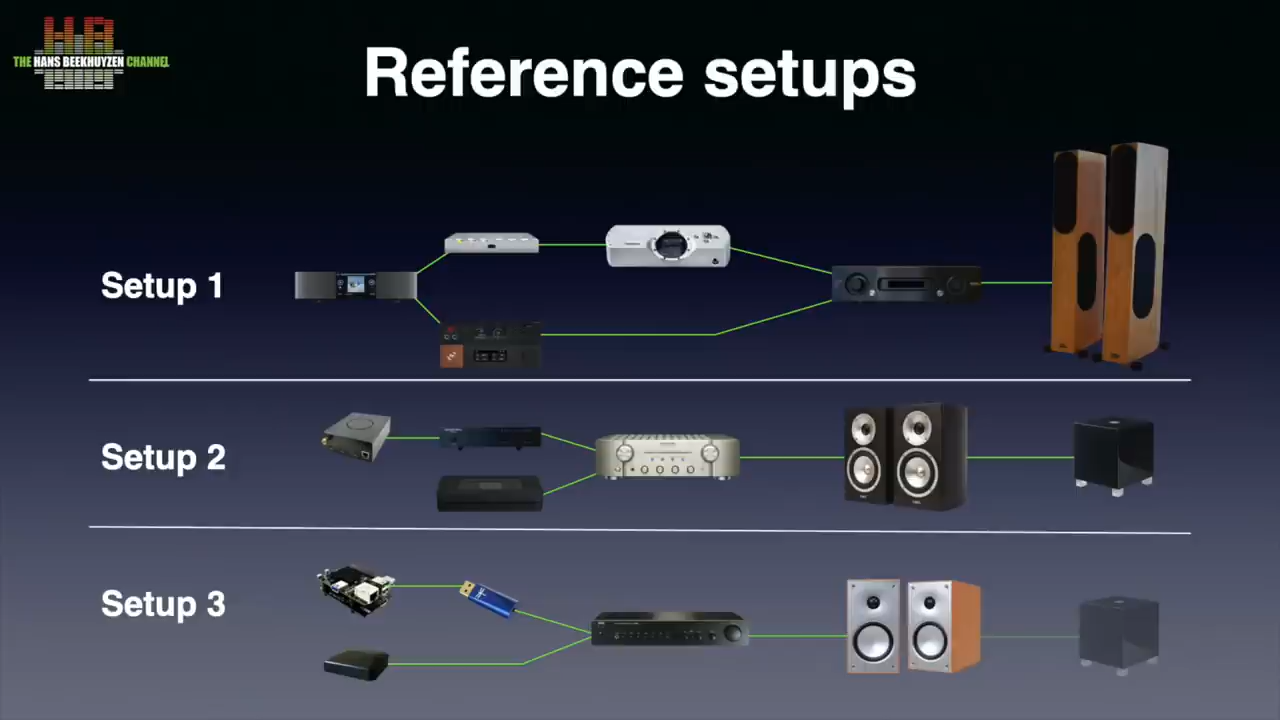 THE HANS BEEKHUYZEN CHANNEL
Reference setups
Setup 1
Setup 2
Setup 3